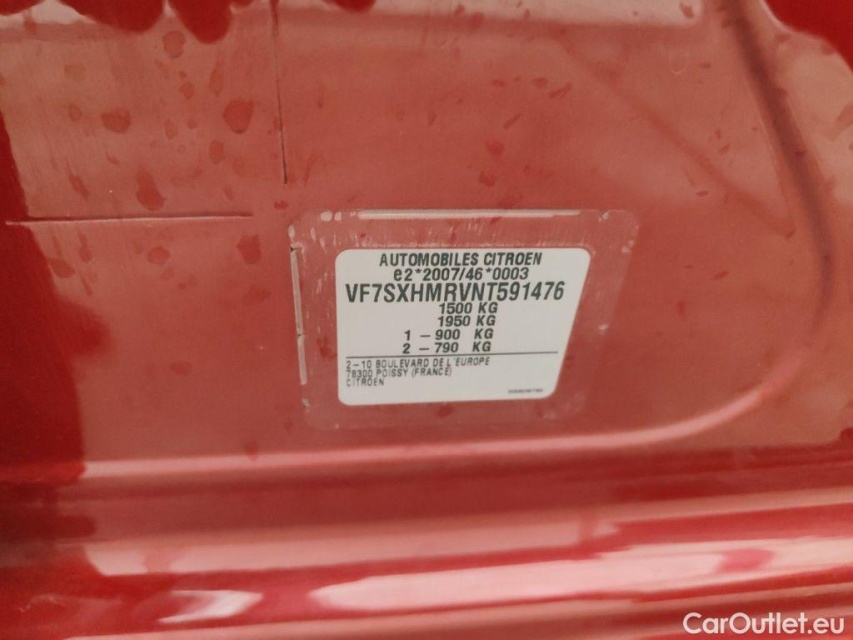 AUTOMOBILES CITROEN
e2*2007/46*0003
VF7SXHMRVNT591476
1500 KG
1950 KG
1 - 900 KG
2 - 790 KG
2-10 BOULEVARD DE L'EUROPE
78300 POISSY (FRANCE)
CITROEN
CarOutlet.eu